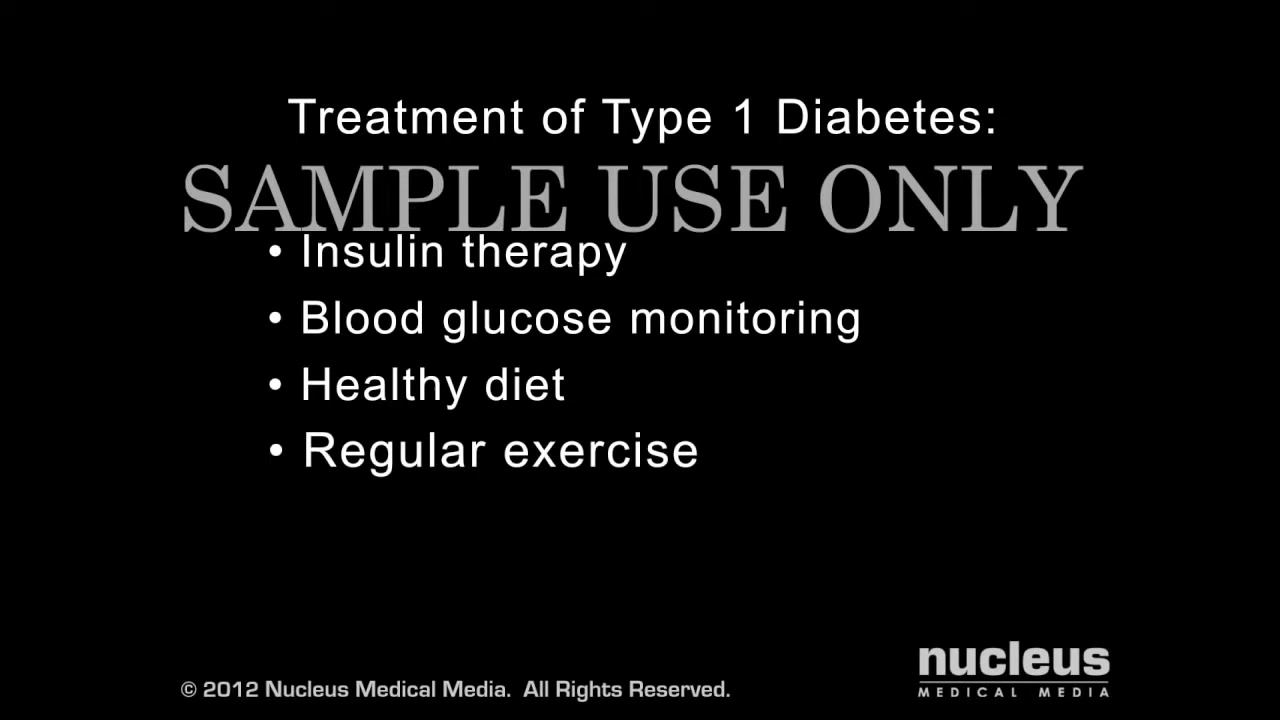 Treatment of Type 1 Diabetes:
SAMPLE USE ONLY
• Insulin therapy
• Blood glucose monitoring
• Healthy diet
• Regular exercise
nucleus
MEDICAL MEDIA
© 2012 Nucleus Medical Media. All Rights Reserved.